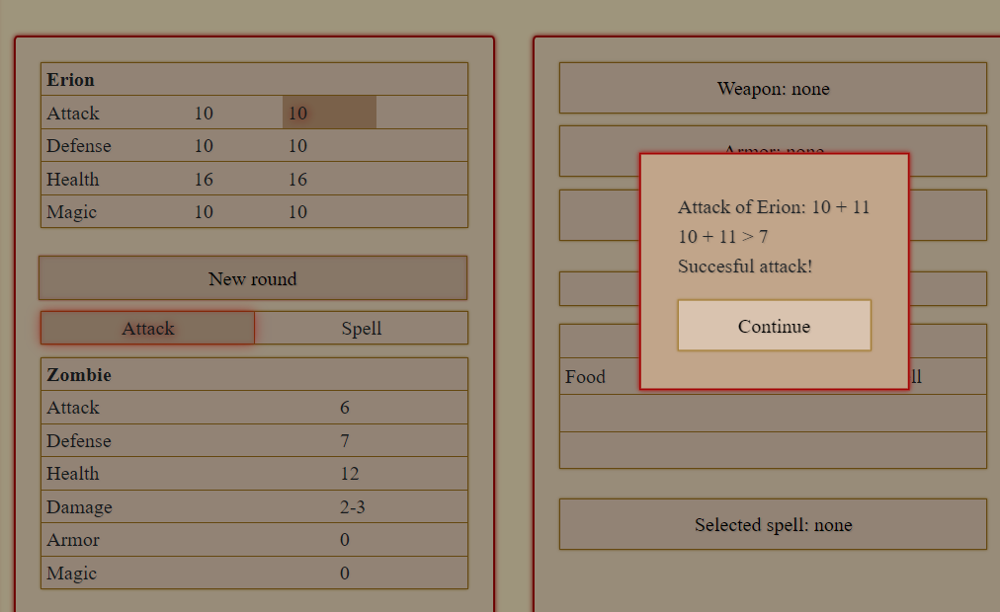 Erion
Attack 10 10
Defense 10 10
Health 16 16
Magic 10 10
New round
Attack Spell
Zombie
Attack 6
Defense 7
Health 12
Damage 2-3
Armor 0
Magic 0
Weapon: none
Armor: none
Attack of Erion: 10 + 11
10 + 11 > 7
Succesful attack!
Continue
Food
Selected spell: none